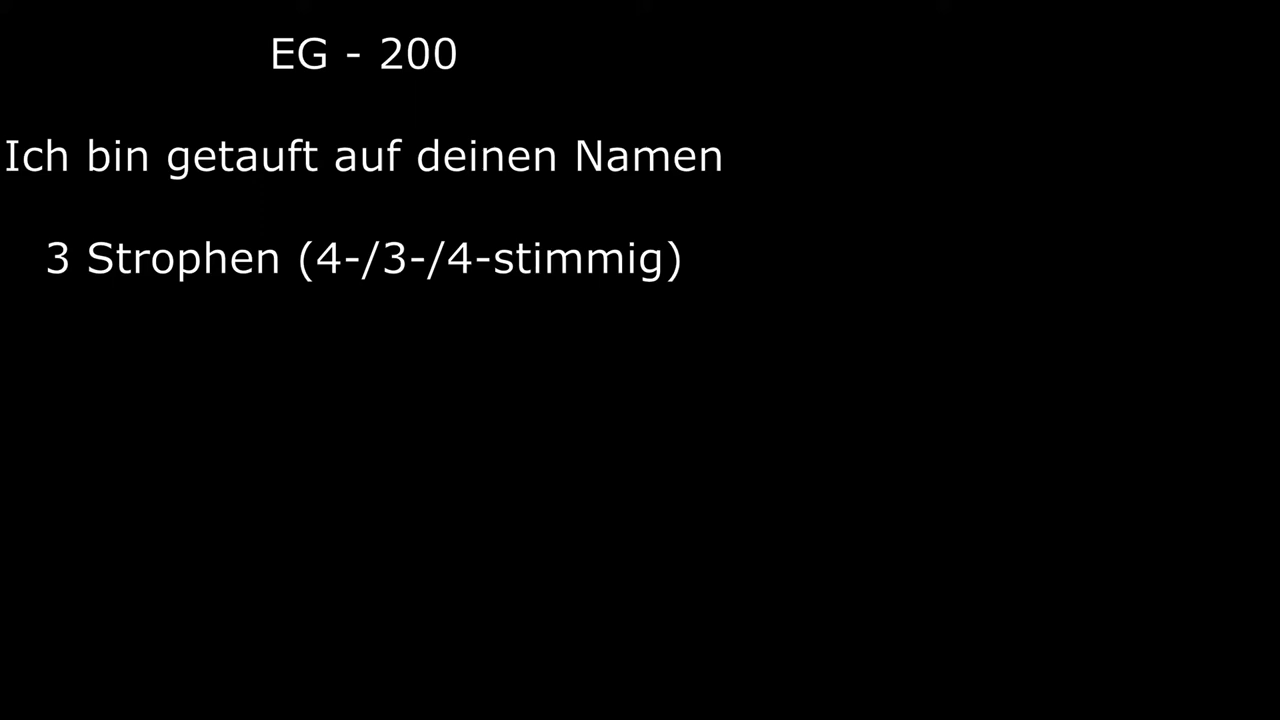 EG - 200
Ich bin getauft auf deinen Namen
3 Strophen (4-/3-/4-stimmig)